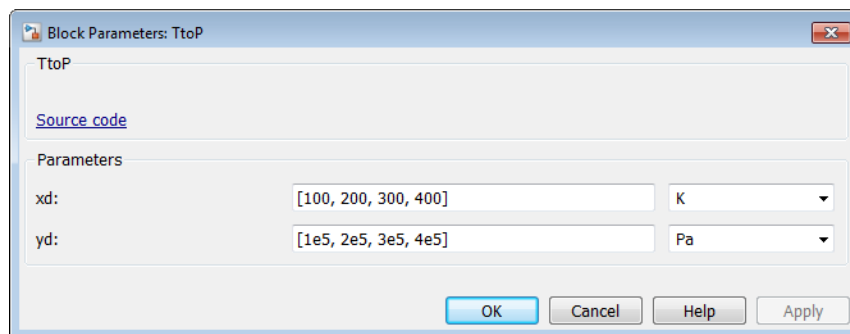 Block Parameters: TtoP
TtoP
Source code
Parameters
xd: [100, 200, 300, 400] K
yd: [1e5, 2e5, 3e5, 4e5] Pa
OK Cancel Help Apply